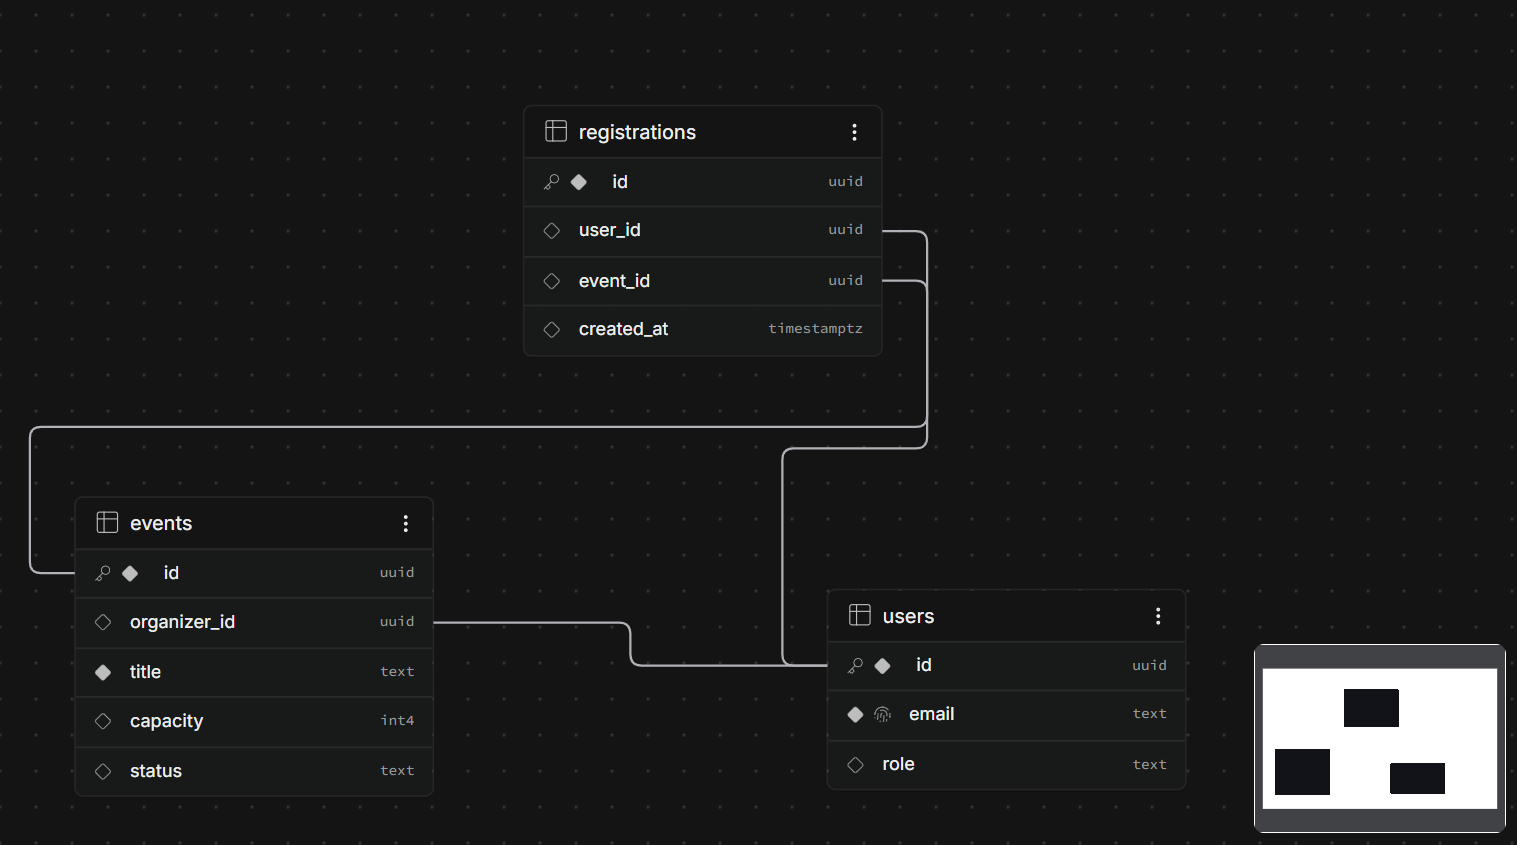 registrations
id uuid
user_id uuid
event_id uuid
created_at timestamptz
events
id uuid
organizer_id uuid
title text
capacity int4
status text
users
id uuid
email text
role text